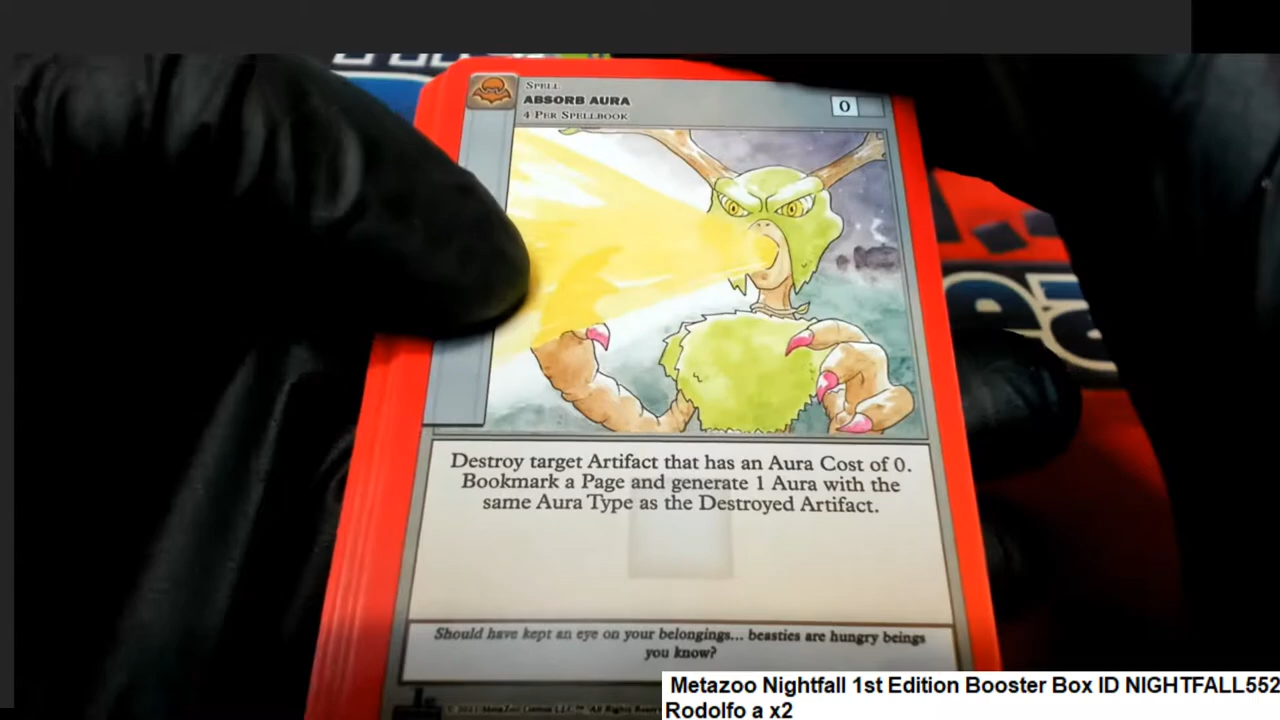 SPELL
ABSORB AURA
4 PER SPELLBOOK
0
Destroy target Artifact that has an Aura Cost of 0.
Bookmark a Page and generate 1 Aura with the
same Aura Type as the Destroyed Artifact.
Should have kept an eye on your belongings... beasties are hungry beings
you know?
Metazoo Nightfall 1st Edition Booster Box ID NIGHTFALL552
Rodolfo a x2